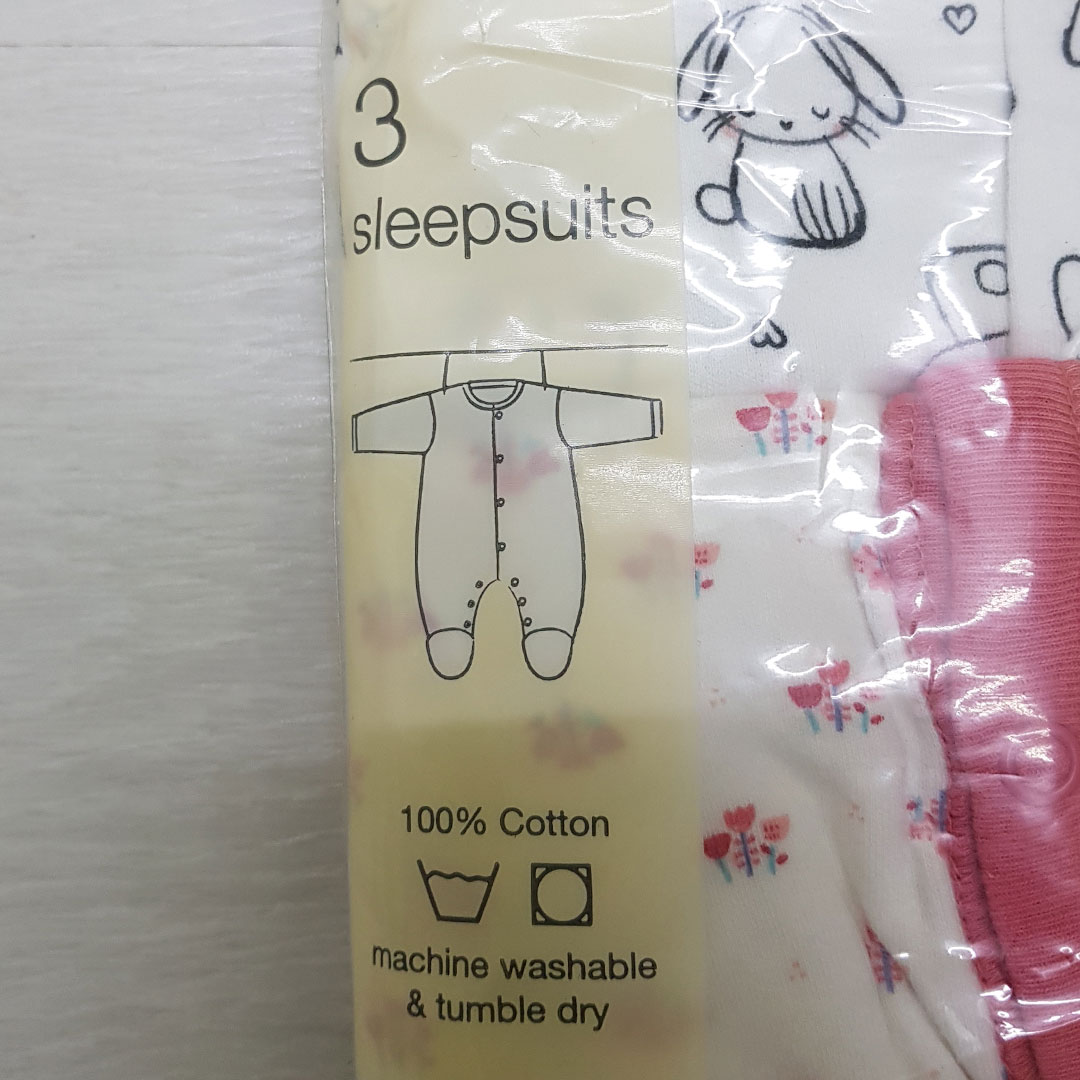 3
sleepsuits
100% Cotton
machine washable
& tumble dry